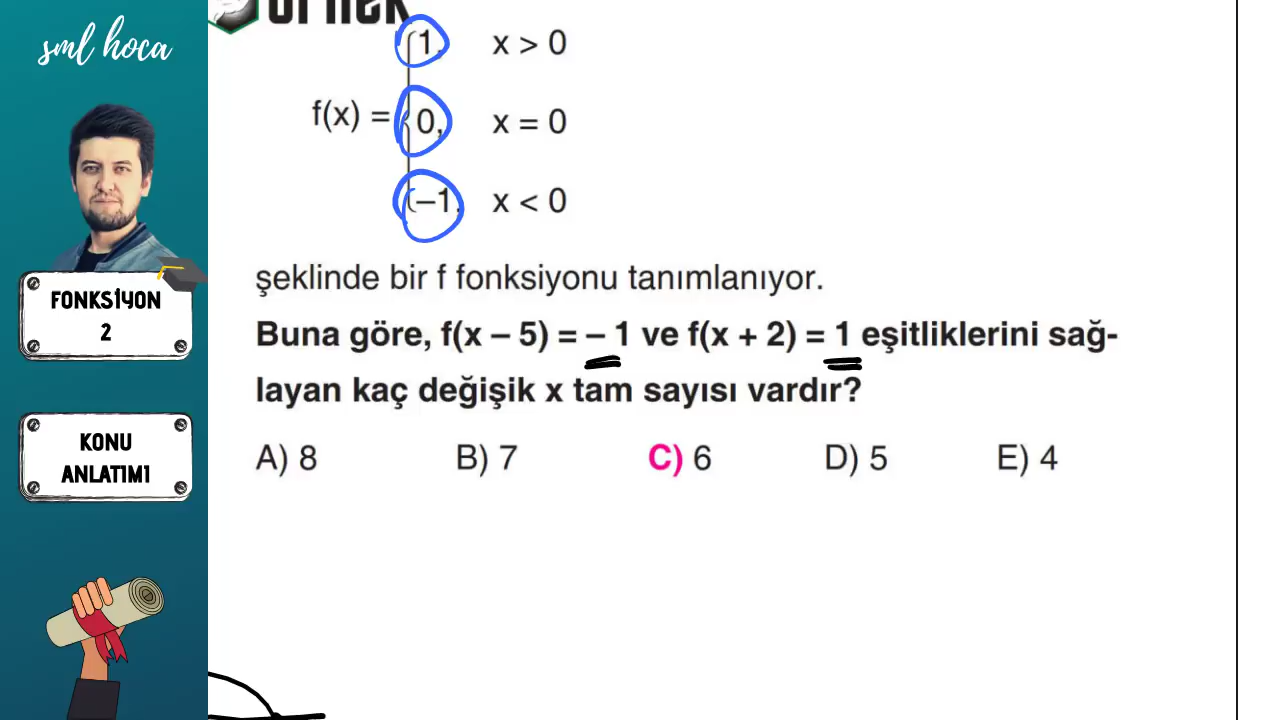 sml hoca
örnek
1, x > 0
f(x) = 0, x = 0
–1, x < 0
şeklinde bir f fonksiyonu tanımlanıyor.
Buna göre, f(x – 5) = – 1 ve f(x + 2) = 1 eşitliklerini sağ-
layan kaç değişik x tam sayısı vardır?
A) 8 B) 7 C) 6 D) 5 E) 4
FONKSİYON
2
KONU
ANLATIMI